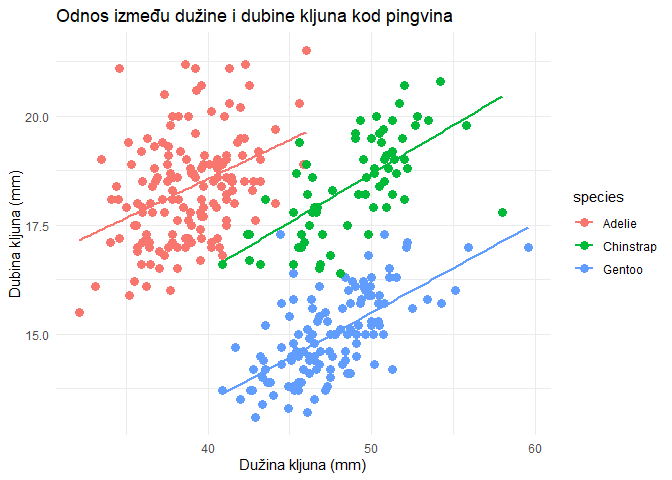 Odnos između dužine i dubine kljuna kod pingvina
Dubina kljuna (mm)
20.0
17.5
15.0
40
50
60
Dužina kljuna (mm)
species
Adelie
Chinstrap
Gentoo